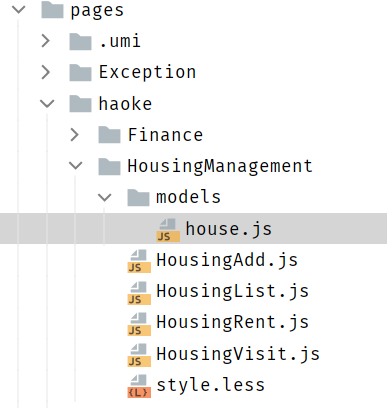 pages
.umi
Exception
haoke
Finance
HousingManagement
models
JS house.js
JS HousingAdd.js
JS HousingList.js
JS HousingRent.js
JS HousingVisit.js
{L} style.less